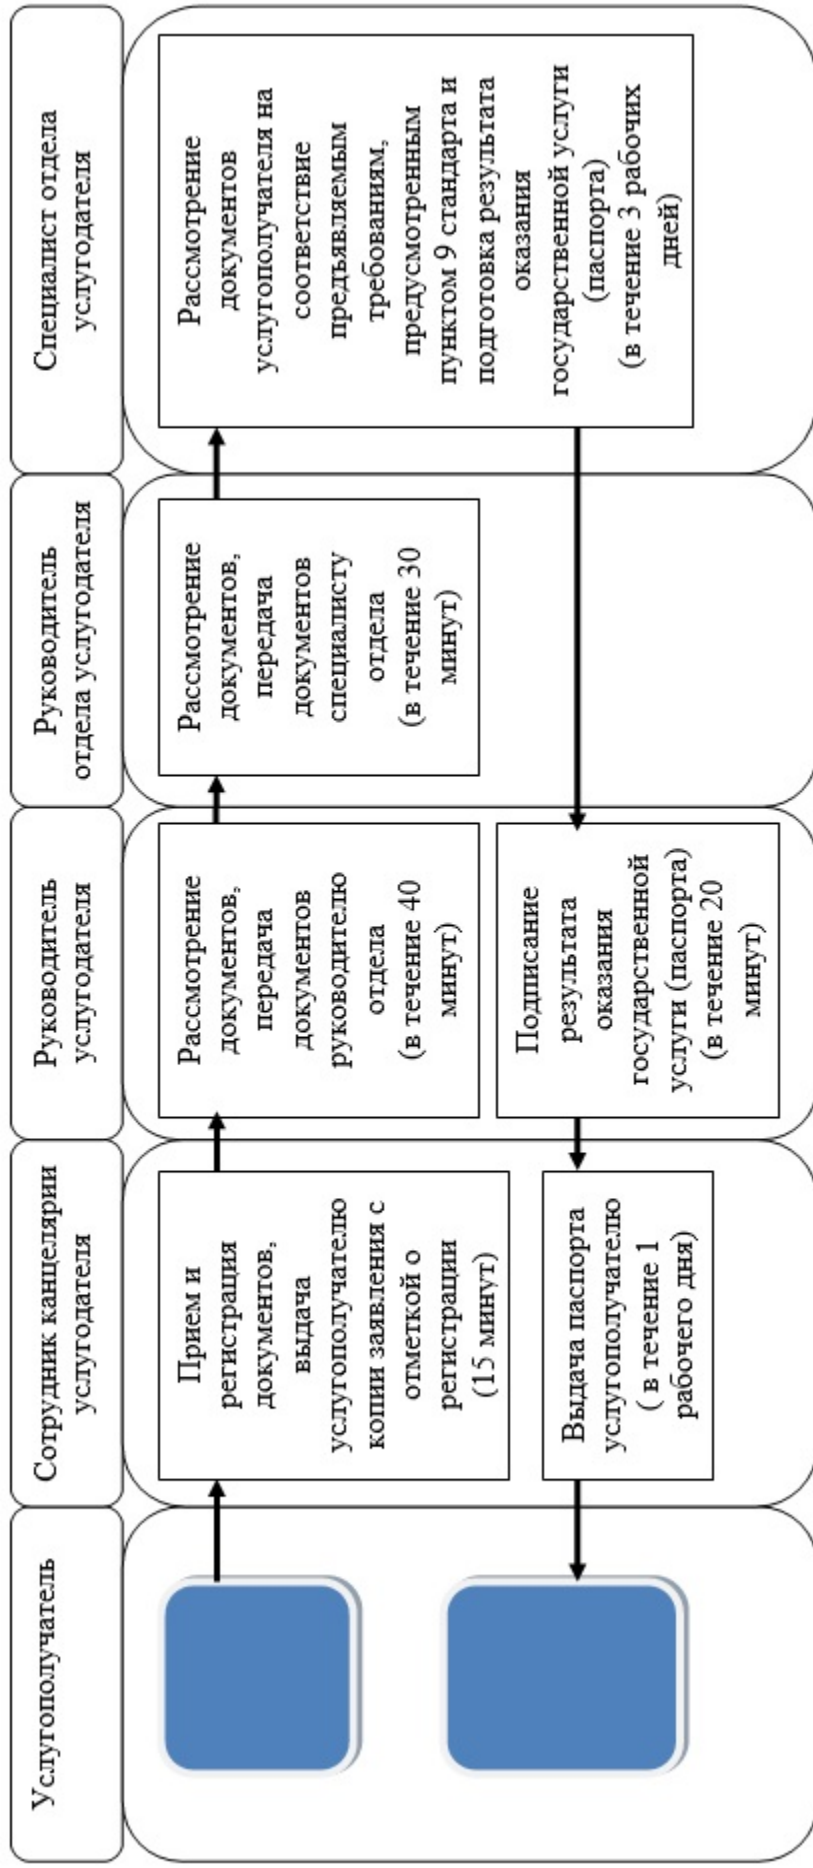 Услугополучатель
Сотрудник канцелярии
услугодателя
Руководитель
услугодателя
Руководитель
отдела услугодателя
Специалист отдела
услугодателя
Прием и
регистрация
документов,
выдача
услугополучателю
копии заявления с
отметкой о
регистрации
(15 минут)
Рассмотрение
документов,
передача
документов
руководителю
отдела
(в течение 40
минут)
Рассмотрение
документов,
передача
документов
специалисту
отдела
(в течение 30
минут)
Рассмотрение
документов
услугополучателя на
соответствие
предъявляемым
требованиям,
предусмотренным
пунктом 9 стандарта и
подготовка результата
оказания
государственной услуги
(паспорта)
(в течение 3 рабочих
дней)
Подписание
результата
оказания
государственной
услуги (паспорта)
(в течение 20
минут)
Выдача паспорта
услугополучателю
( в течение 1
рабочего дня)